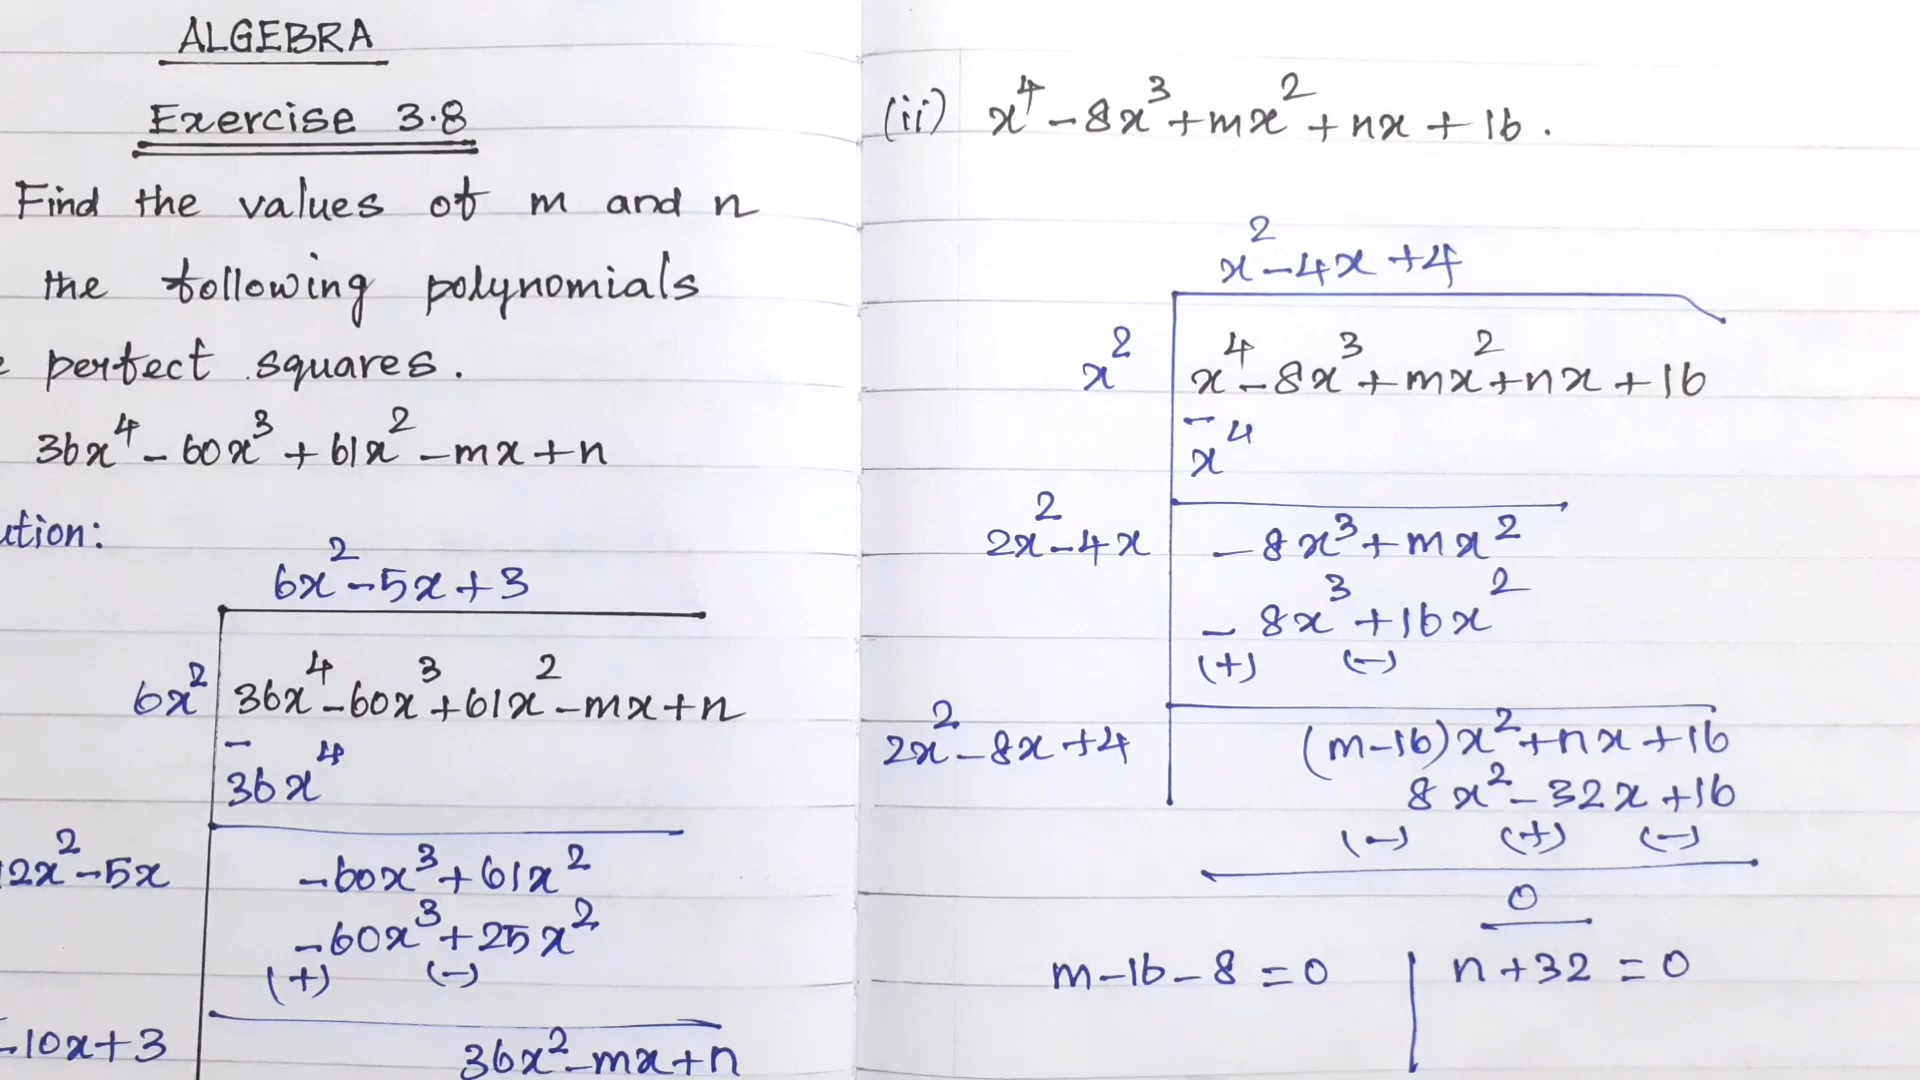 ALGEBRA
Exercise 3.8
Find the values of m and n
the following polynomials
perfect squares.
36x⁴ - 60x³ + 61x² - mx + n
ution:
6x² - 5x + 3
6x² 36x⁴ - 60x³ + 61x² - mx + n
-
36x⁴
2x² - 5x -60x³ + 61x²
-60x³ + 25x²
(+) (-)
-10x + 3 36x² - mx + n
(ii) x⁴ - 8x³ + mx² + nx + 16.
x² - 4x + 4
x² x⁴ - 8x³ + mx² + nx + 16
-
x⁴
2x² - 4x -8x³ + mx²
-8x³ + 16x²
(+) (-)
2x² - 8x + 4 (m-16)x² + nx + 16
8x² - 32x + 16
(-) (+) (-)
0
m - 16 - 8 = 0 | n + 32 = 0